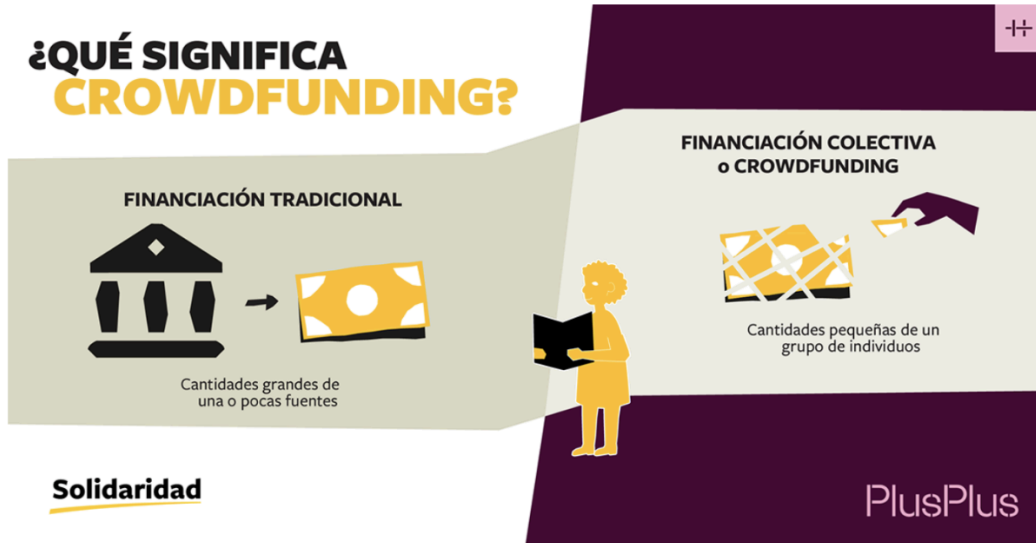 ¿QUÉ SIGNIFICA
CROWDFUNDING?
FINANCIACIÓN TRADICIONAL
Cantidades grandes de
una o pocas fuentes
FINANCIACIÓN COLECTIVA
o CROWDFUNDING
Cantidades pequeñas de un
grupo de individuos
Solidaridad
PlusPlus